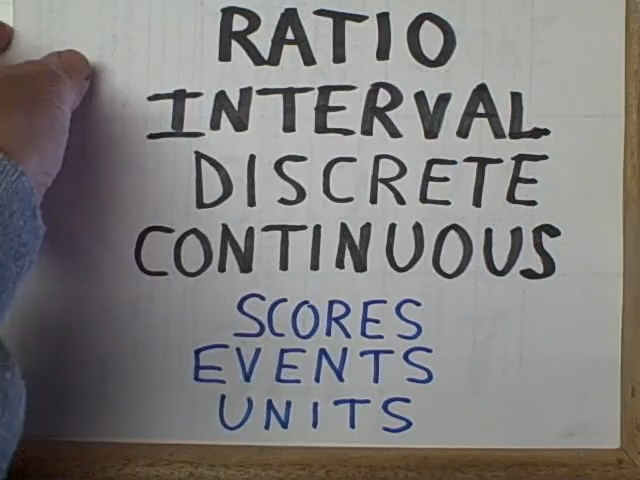 RATIO
INTERVAL
DISCRETE
CONTINUOUS
SCORES
EVENTS
UNITS